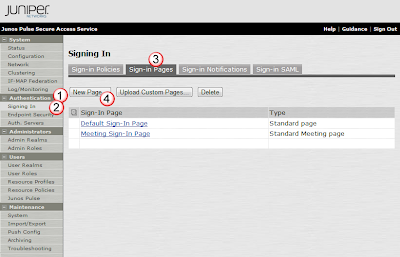 JUNIPER
NETWORKS
Junos Pulse Secure Access Service
Help | Guidance | Sign Out
System
Status
Configuration
Network
Clustering
IF-MAP Federation
Log/Monitoring
Authentication
Signing In
Endpoint Security
Auth. Servers
Administrators
Admin Realms
Admin Roles
Users
User Realms
User Roles
Resource Profiles
Resource Policies
Junos Pulse
Maintenance
System
Import/Export
Push Config
Archiving
Troubleshooting
1
2
Signing In
3
Sign-in Policies Sign-in Pages Sign-in Notifications Sign-in SAML
New Page... Upload Custom Pages... Delete
4
Sign-In Page Type
Default Sign-In Page Standard page
Meeting Sign-In Page Standard Meeting page